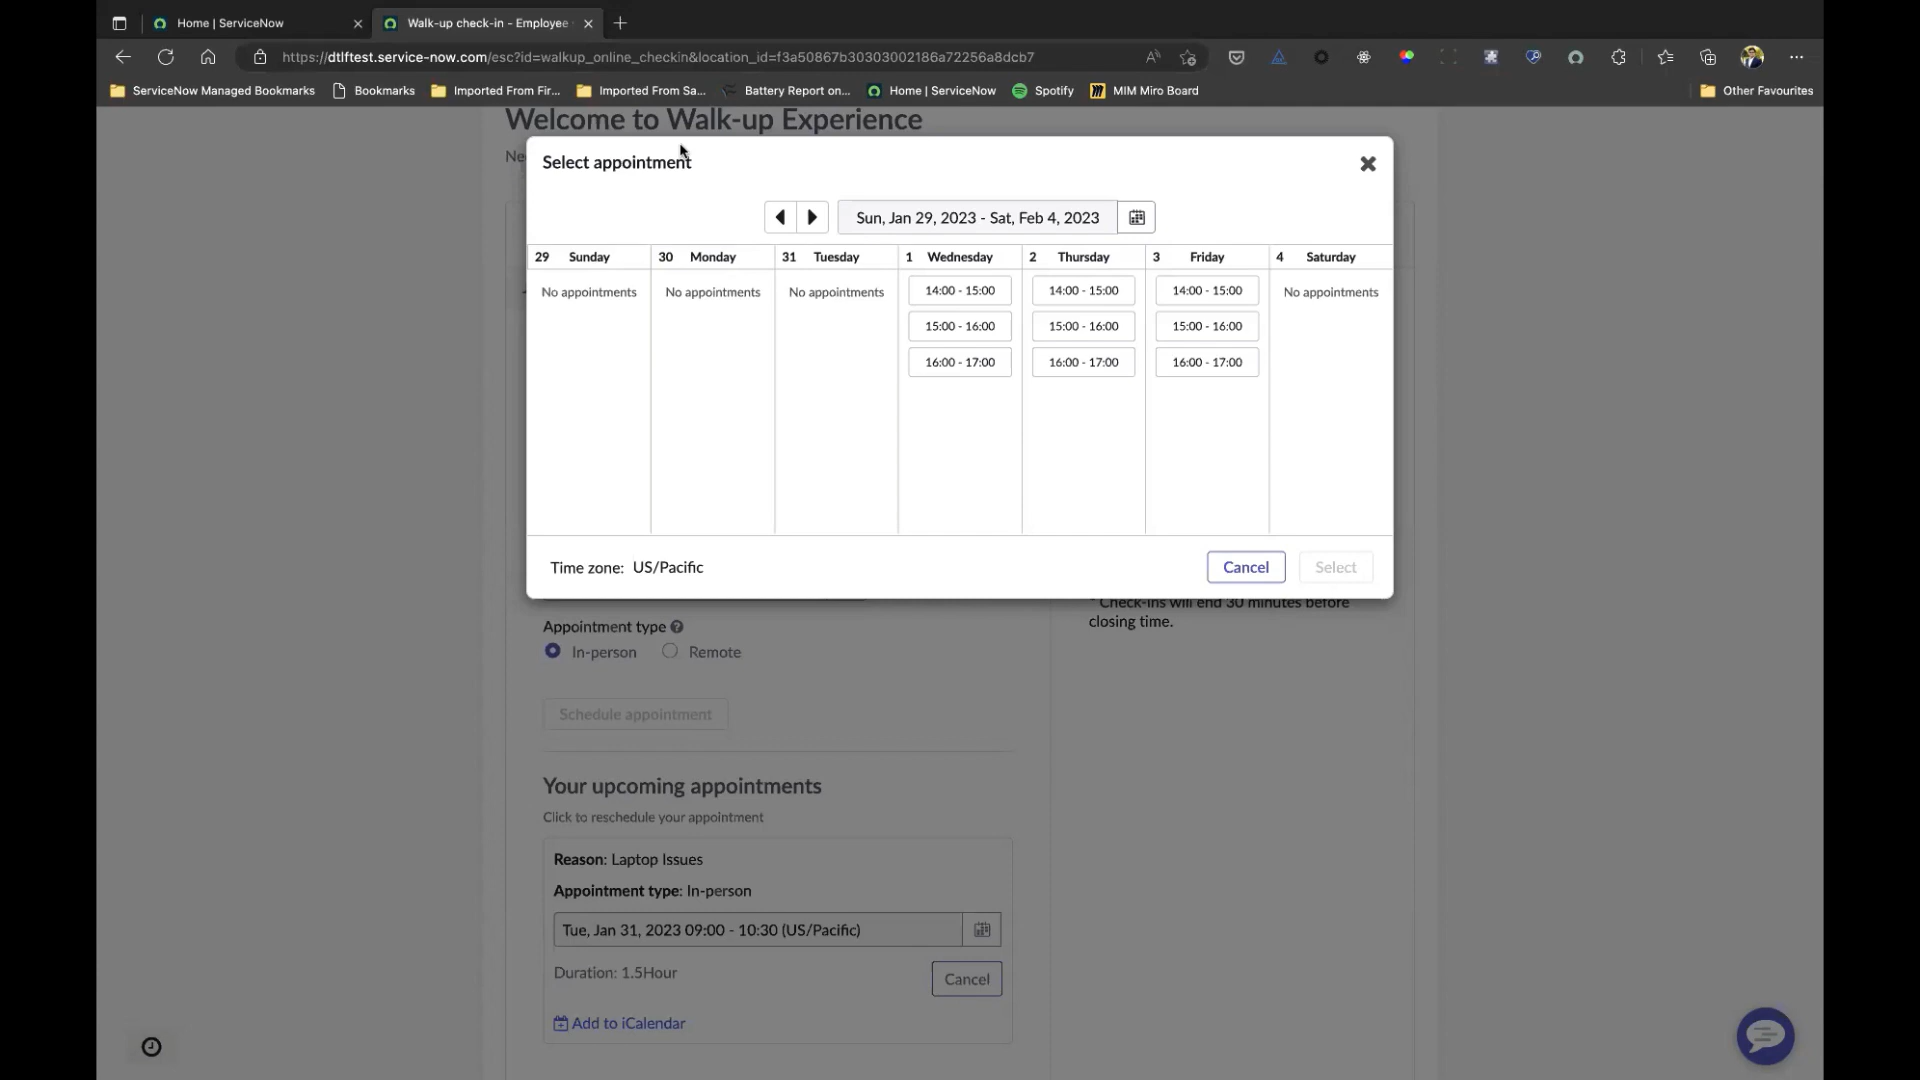 Home | ServiceNow
Walk-up check-in - Employee
https://dtlftest.service-now.com/esc?id=walkup_online_checkin&location_id=f3a50867b30303002186a72256a8dcb7
ServiceNow Managed Bookmarks
Bookmarks
Imported From Fir...
Imported From Sa...
Battery Report on...
Home | ServiceNow
Spotify
MIM Miro Board
Other Favourites
Welcome to Walk-up Experience
Select appointment
Sun, Jan 29, 2023 - Sat, Feb 4, 2023
29 Sunday
30 Monday
31 Tuesday
1 Wednesday
2 Thursday
3 Friday
4 Saturday
No appointments
No appointments
No appointments
14:00 - 15:00
14:00 - 15:00
14:00 - 15:00
No appointments
15:00 - 16:00
15:00 - 16:00
15:00 - 16:00
16:00 - 17:00
16:00 - 17:00
16:00 - 17:00
Time zone: US/Pacific
Cancel
Select
* Check-ins will end 30 minutes before
closing time.
Appointment type
In-person
Remote
Schedule appointment
Your upcoming appointments
Click to reschedule your appointment
Reason: Laptop Issues
Appointment type: In-person
Tue, Jan 31, 2023 09:00 - 10:30 (US/Pacific)
Duration: 1.5Hour
Cancel
Add to iCalendar